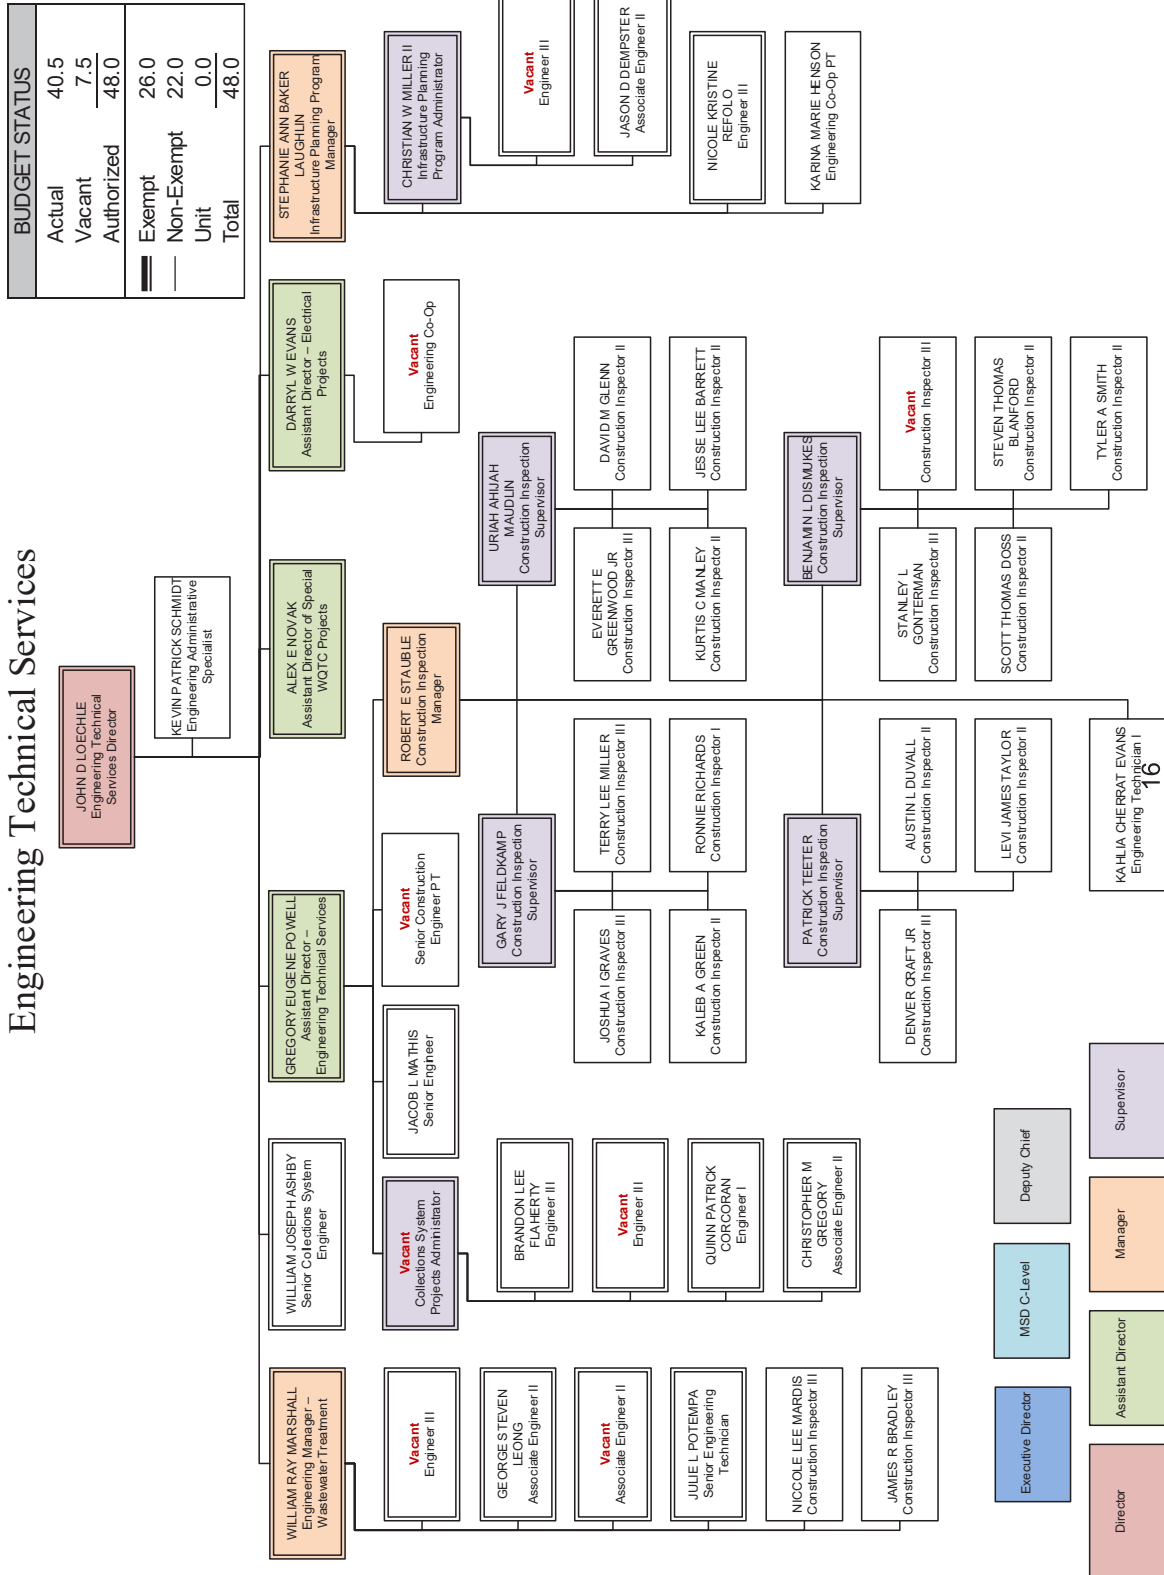 Engineering Technical Services
BUDGET STATUS
Actual 40.5
Vacant 7.5
Authorized 48.0
Exempt 26.0
Non-Exempt 22.0
Unit 0.0
Total 48.0
JOHN D LOECHLE
Engineering Technical
Services Director
KEVIN PATRICK SCHMIDT
Engineering Administrative
Specialist
WILLIAM RAY MARSHALL
Engineering Manager –
Wastewater Treatment
WILLIAM JOSEPH ASHBY
Senior Collections System
Engineer
GREGORY EUGENE POWELL
Assistant Director –
Engineering Technical Services
ALEX E NOVAK
Assistant Director of Special
WQTC Projects
DARRYL W EVANS
Assistant Director – Electrical
Projects
STEPHANIE ANN BAKER
LAUGHLIN
Infrastructure Planning Program
Manager
Vacant
Engineer III
GEORGE STEVEN
LEONG
Associate Engineer II
Vacant
Associate Engineer II
JULIE L POTEMPA
Senior Engineering
Technician
NICCOLE LEE MARDIS
Construction Inspector III
JAMES R BRADLEY
Construction Inspector III
Vacant
Collections System
Projects Administrator
BRANDON LEE
FLAHERTY
Engineer III
Vacant
Engineer III
QUINN PATRICK
CORCORAN
Engineer I
CHRISTOPHER M
GREGORY
Associate Engineer II
JACOB L MATHIS
Senior Engineer
Vacant
Senior Construction
Engineer PT
ROBERT E STAUBLE
Construction Inspection
Manager
GARY J FELDKAMP
Construction Inspection
Supervisor
JOSHUA I GRAVES
Construction Inspector III
TERRY LEE MILLER
Construction Inspector III
KALEB A GREEN
Construction Inspector II
RONNIE RICHARDS
Construction Inspector I
URIAH AHIJAH
MAUDLIN
Construction Inspection
Supervisor
EVERETT E
GREENWOOD JR
Construction Inspector III
DAVID M GLENN
Construction Inspector II
KURTIS C MANLEY
Construction Inspector II
JESSE LEE BARRETT
Construction Inspector II
PATRICK TEETER
Construction Inspection
Supervisor
DENVER CRAFT JR
Construction Inspector III
AUSTIN L DUVALL
Construction Inspector II
LEVI JAMES TAYLOR
Construction Inspector II
BENJAMIN L DISMUKES
Construction Inspection
Supervisor
STANLEY L
GONTERMAN
Construction Inspector III
Vacant
Construction Inspector III
SCOTT THOMAS DOSS
Construction Inspector II
STEVEN THOMAS
BLANFORD
Construction Inspector II
TYLER A SMITH
Construction Inspector II
KAHLIA CHERRAT EVANS
Engineering Technician I
Vacant
Engineering Co-Op
CHRISTIAN W MILLER II
Infrastructure Planning
Program Administrator
Vacant
Engineer III
JASON D DEMPSTER
Associate Engineer II
NICOLE KRISTINE
REFOLO
Engineer III
KARINA MARIE HENSON
Engineering Co-Op PT
Executive Director
MSD C-Level
Deputy Chief
Director
Assistant Director
Manager
Supervisor
16